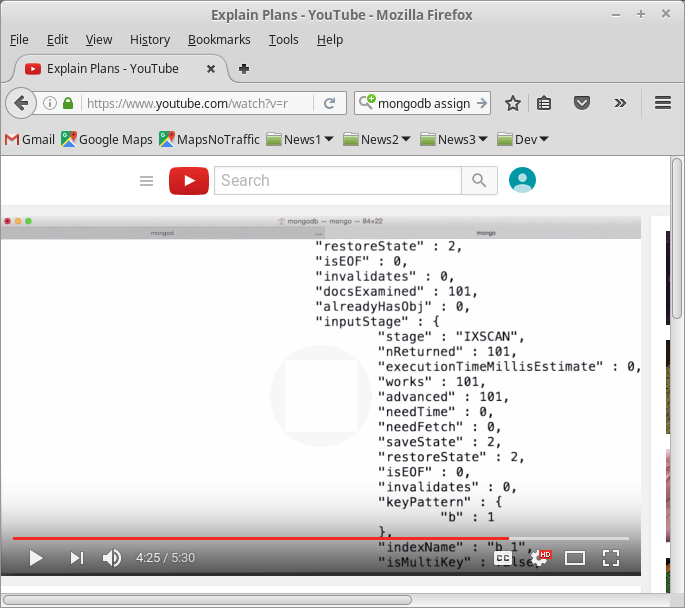 Explain Plans - YouTube - Mozilla Firefox
File Edit View History Bookmarks Tools Help
Explain Plans - YouTube
https://www.youtube.com/watch?v=r
mongodb assign
Gmail Google Maps MapsNoTraffic News1 News2 News3 Dev
Search
mongodb — mongo — 84×22
mongod ... mongo
"restoreState" : 2,
"isEOF" : 0,
"invalidates" : 0,
"docsExamined" : 101,
"alreadyHasObj" : 0,
"inputStage" : {
"stage" : "IXSCAN",
"nReturned" : 101,
"executionTimeMillisEstimate" : 0,
"works" : 101,
"advanced" : 101,
"needTime" : 0,
"needFetch" : 0,
"saveState" : 2,
"restoreState" : 2,
"isEOF" : 0,
"invalidates" : 0,
"keyPattern" : {
"b" : 1
},
"indexName" : "b_1",
"isMultiKey" : false,
4:25 / 5:30
CC HD